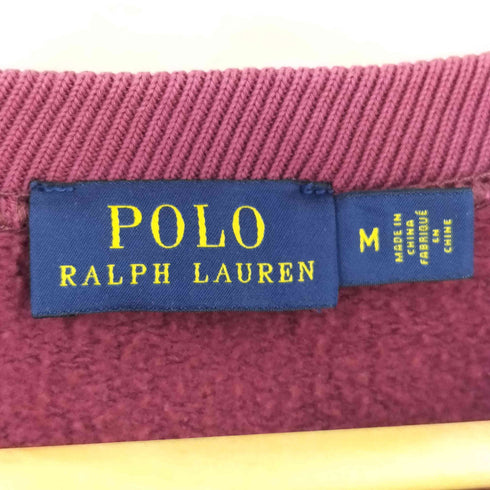 POLO
RALPH LAUREN
M
MADE IN
CHINA
FABRIQUÉ
EN
CHINE